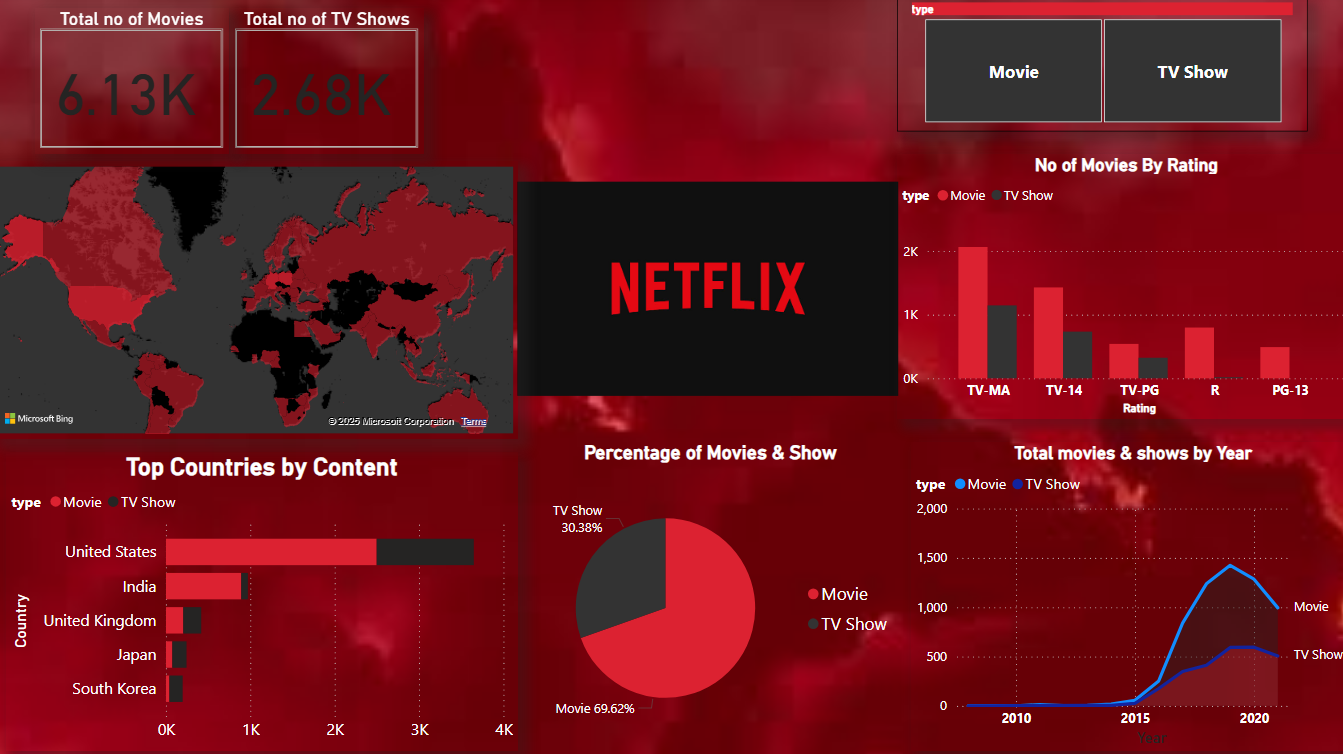 Total no of Movies
6.13K
Total no of TV Shows
2.68K
type
Movie
TV Show
Microsoft Bing
© 2025 Microsoft Corporation Terms
NETFLIX
No of Movies By Rating
type Movie TV Show
2K
1K
0K
TV-MA TV-14 TV-PG R PG-13
Rating
Top Countries by Content
type Movie TV Show
Country
United States
India
United Kingdom
Japan
South Korea
0K 1K 2K 3K 4K
Percentage of Movies & Show
TV Show
30.38%
Movie 69.62%
Movie
TV Show
Total movies & shows by Year
type Movie TV Show
2,000
1,500
1,000
500
0
Movie
TV Show
2010 2015 2020
Year